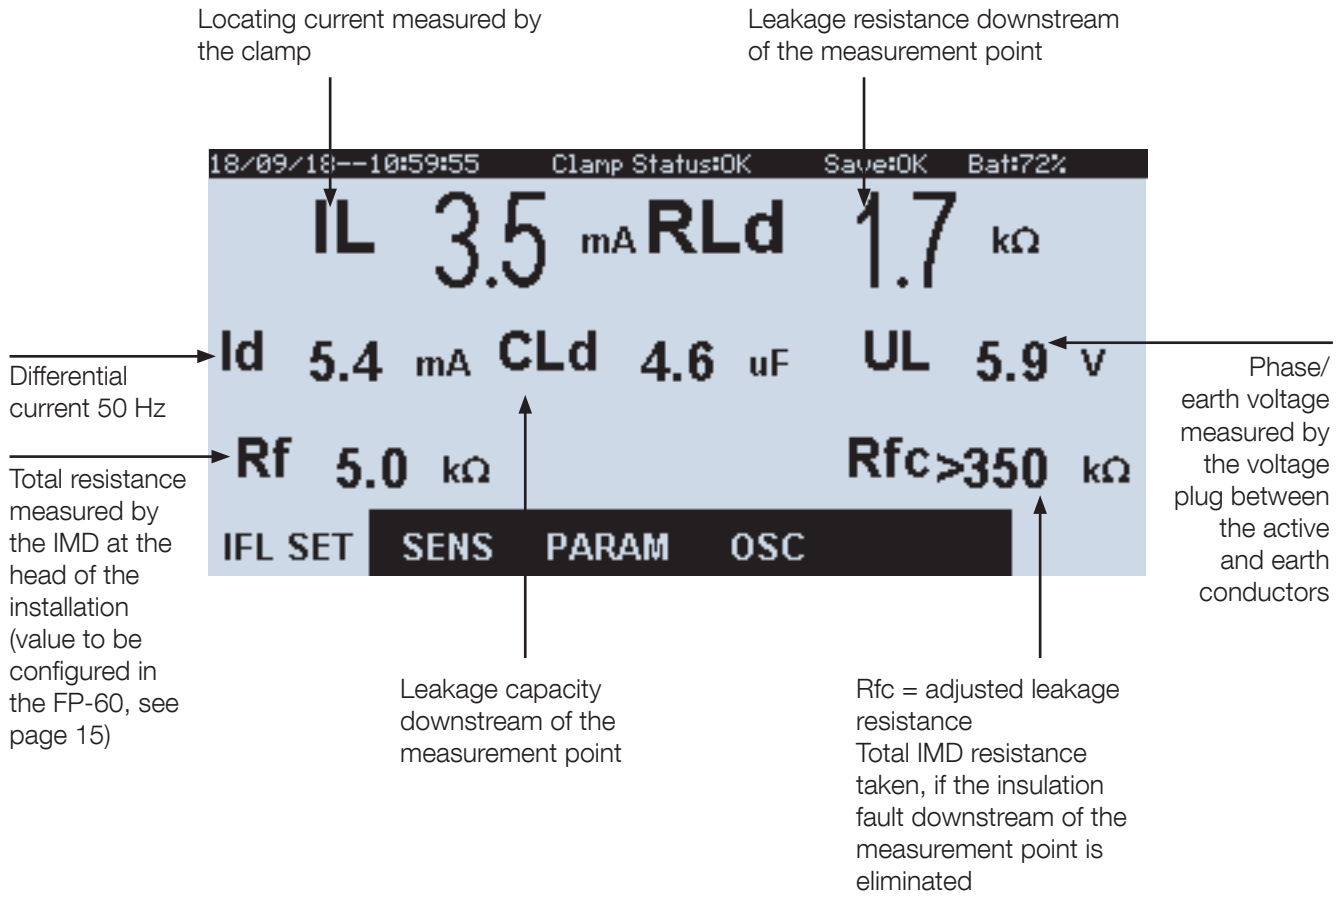 Locating current measured by
the clamp
Leakage resistance downstream
of the measurement point
18/09/18--10:59:55 Clamp Status:OK Save:OK Bat:72%
IL 3.5 mA RLd 1.7 kΩ
Id 5.4 mA CLd 4.6 uF UL 5.9 V
Rf 5.0 kΩ Rfc >350 kΩ
IFL SET SENS PARAM OSC
Differential
current 50 Hz
Total resistance
measured by
the IMD at the
head of the
installation
(value to be
configured in
the FP-60, see
page 15)
Phase/
earth voltage
measured by
the voltage
plug between
the active
and earth
conductors
Leakage capacity
downstream of the
measurement point
Rfc = adjusted leakage
resistance
Total IMD resistance
taken, if the insulation
fault downstream of the
measurement point is
eliminated